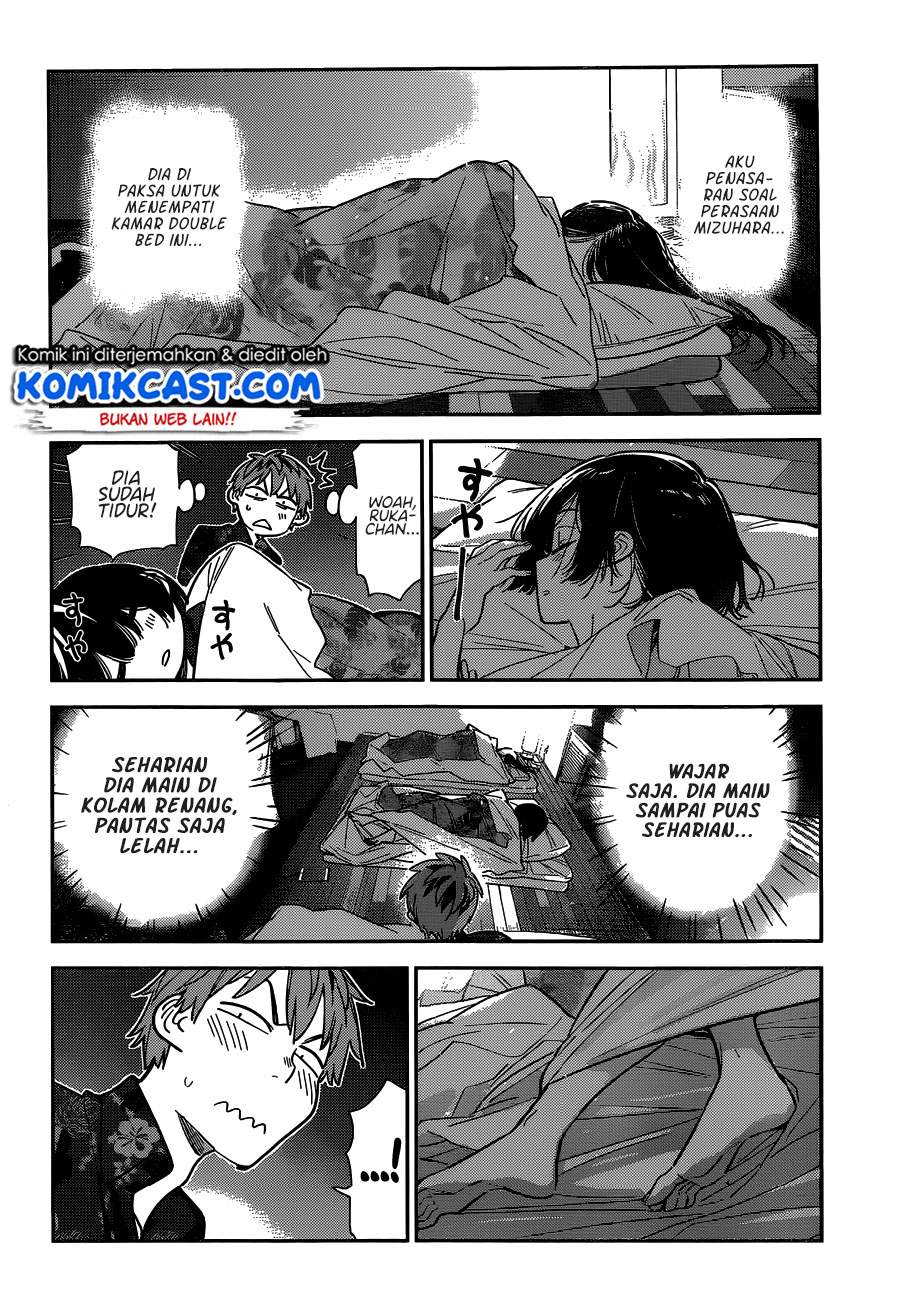 AKU
PENASA-
RAN SOAL
PERASAAN
MIZUHARA...
DIA DI
PAKSA UNTUK
MENEMPATI
KAMAR DOUBLE
BED INI...
Komik ini diterjemahkan & diedit oleh
KOMIKCAST.COM
BUKAN WEB LAIN!!
すやー
WOAH,
RUKA-
CHAN...
DIA
SUDAH
TIDUR!
すや
すや
WAJAR
SAJA. DIA MAIN
SAMPAI PUAS
SEHARIAN...
SEHARIAN
DIA MAIN DI
KOLAM RENANG,
PANTAS SAJA
LELAH...
....!